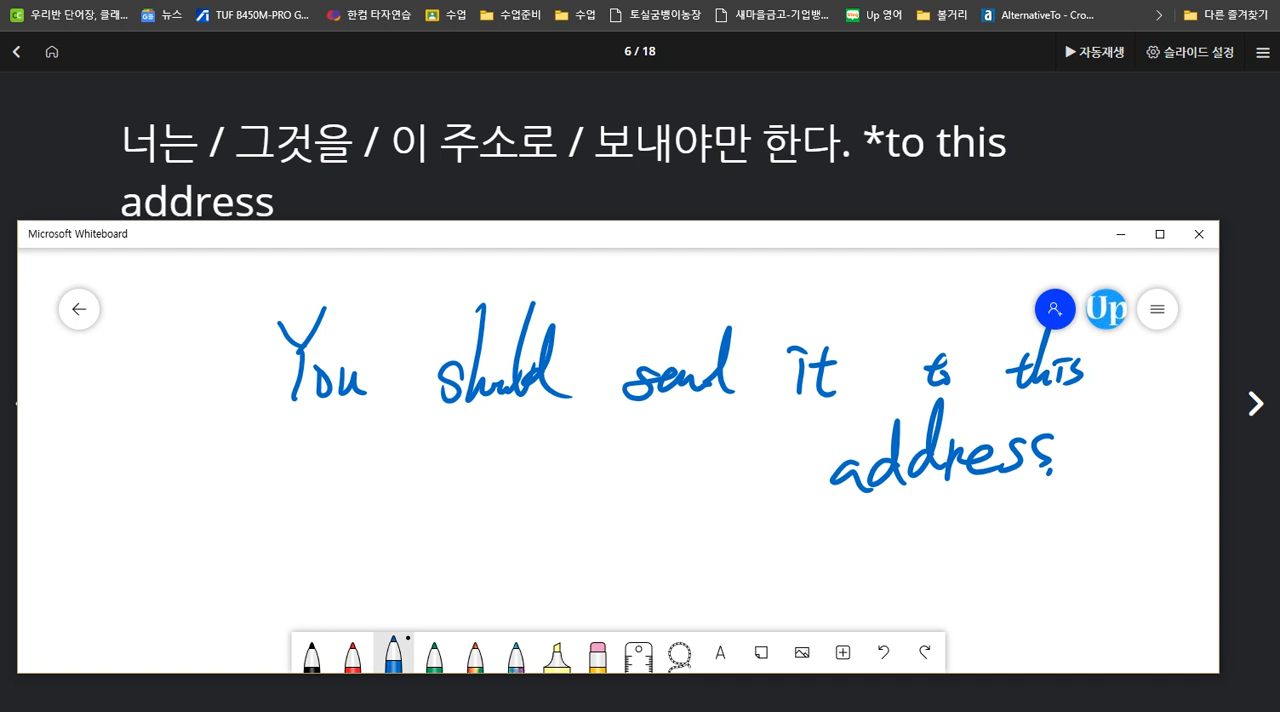 우리반 단어장, 클래... 뉴스 TUF B450M-PRO G... 한컴 타자연습 수업 수업준비 수업 토실굼벵이농장 새마을금고-기업뱅... Up 영어 볼거리 AlternativeTo - Cro... 다른 즐겨찾기
6 / 18 자동재생 슬라이드 설정
너는 / 그것을 / 이 주소로 / 보내야만 한다. *to this
address
Microsoft Whiteboard
Up
You should send it to this
address.
A